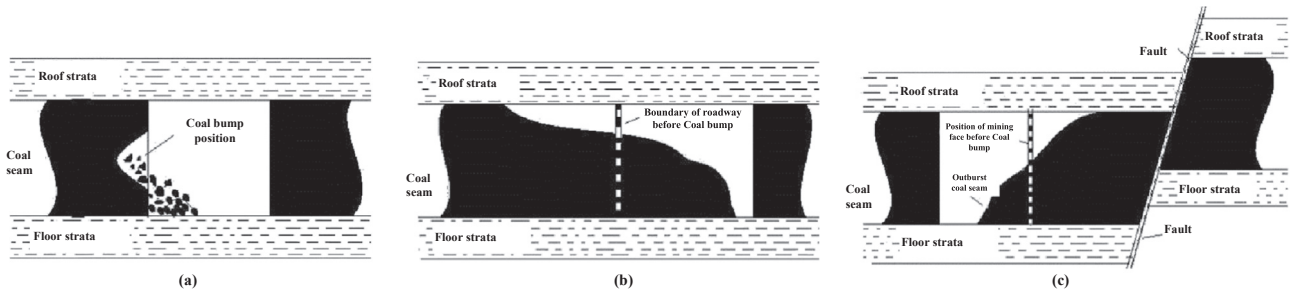 Roof strata
Coal bump
position
Coal
seam
Floor strata
(a)
Roof strata
Boundary of roadway
before Coal bump
Coal
seam
Floor strata
(b)
Roof strata
Fault
Roof strata
Position of mining
face before Coal
bump
Outburst
coal seam
Coal
seam
Floor strata
Floor strata
Fault
(c)